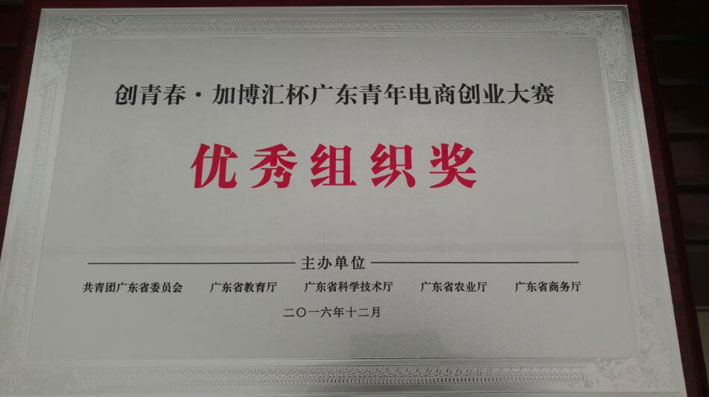 创青春·加博汇杯广东青年电商创业大赛
优秀组织奖
主办单位
共青团广东省委员会 广东省教育厅 广东省科学技术厅 广东省农业厅 广东省商务厅
二〇一六年十二月